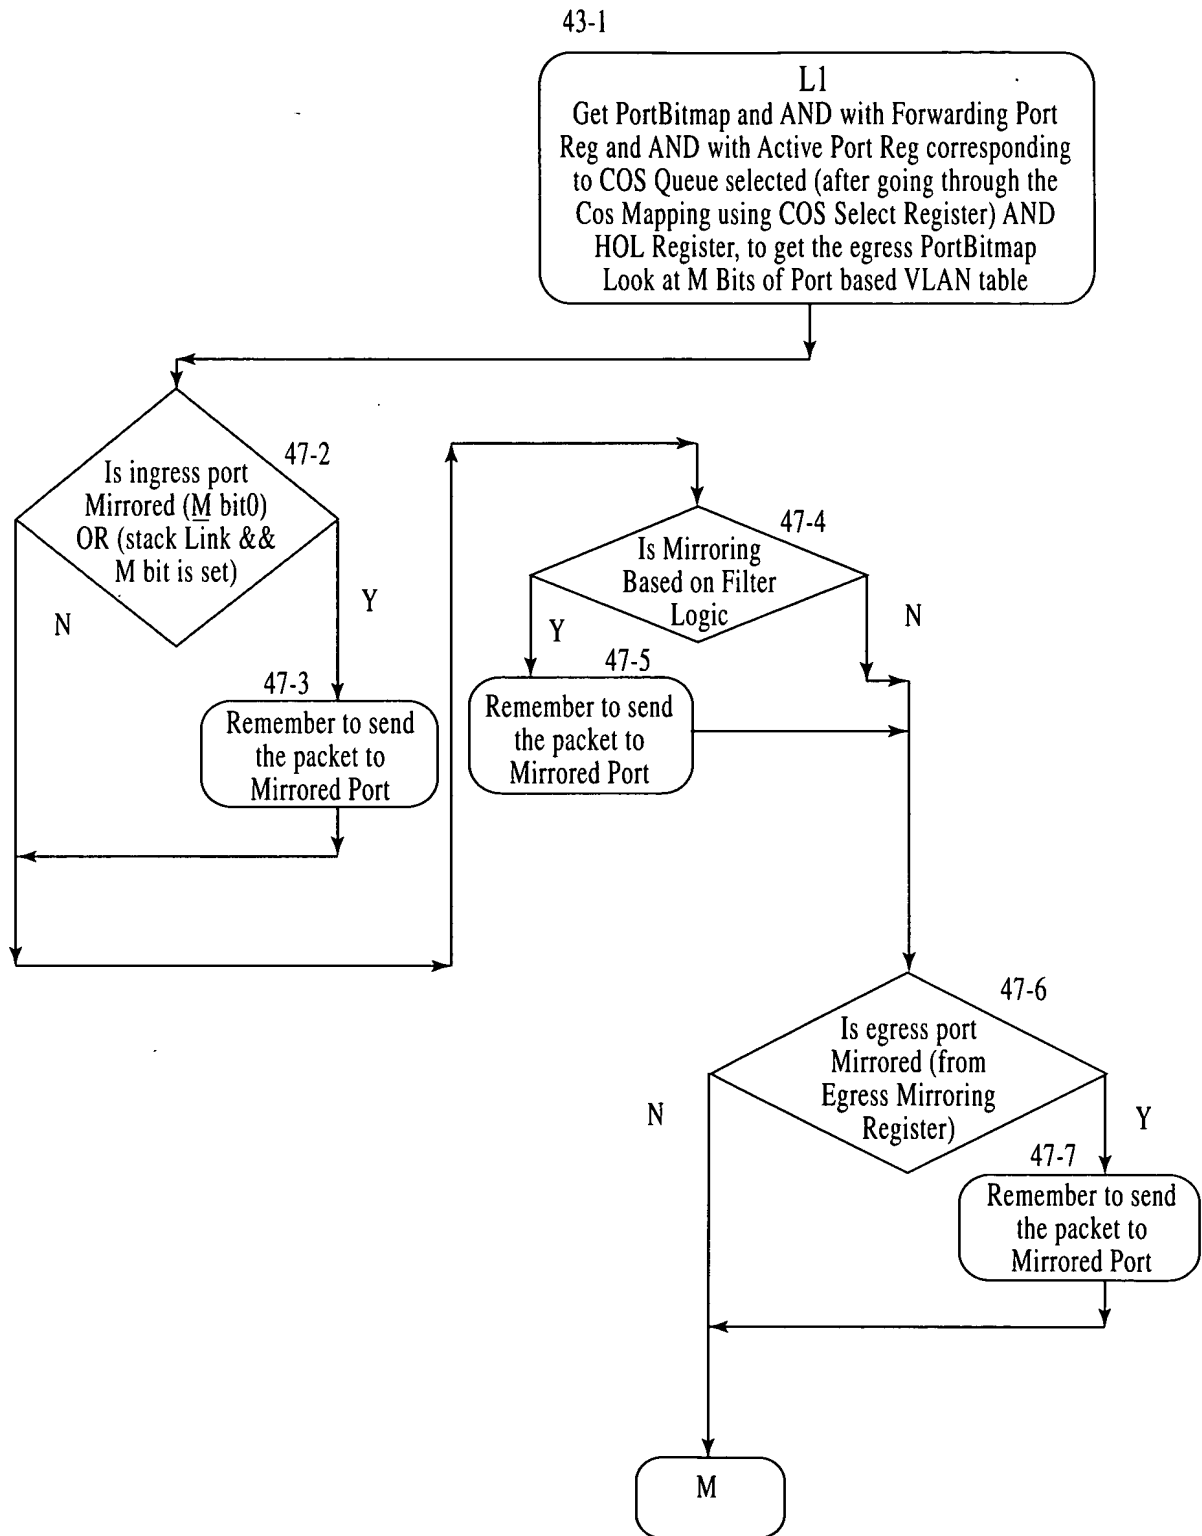 43-1
L1
Get PortBitmap and AND with Forwarding Port
Reg and AND with Active Port Reg corresponding
to COS Queue selected (after going through the
Cos Mapping using COS Select Register) AND
HOL Register, to get the egress PortBitmap
Look at M Bits of Port based VLAN table
47-2
Is ingress port
Mirrored (M bit0)
OR (stack Link &&
M bit is set)
N
Y
47-3
Remember to send
the packet to
Mirrored Port
47-4
Is Mirroring
Based on Filter
Logic
Y
N
47-5
Remember to send
the packet to
Mirrored Port
47-6
Is egress port
Mirrored (from
Egress Mirroring
Register)
N
Y
47-7
Remember to send
the packet to
Mirrored Port
M